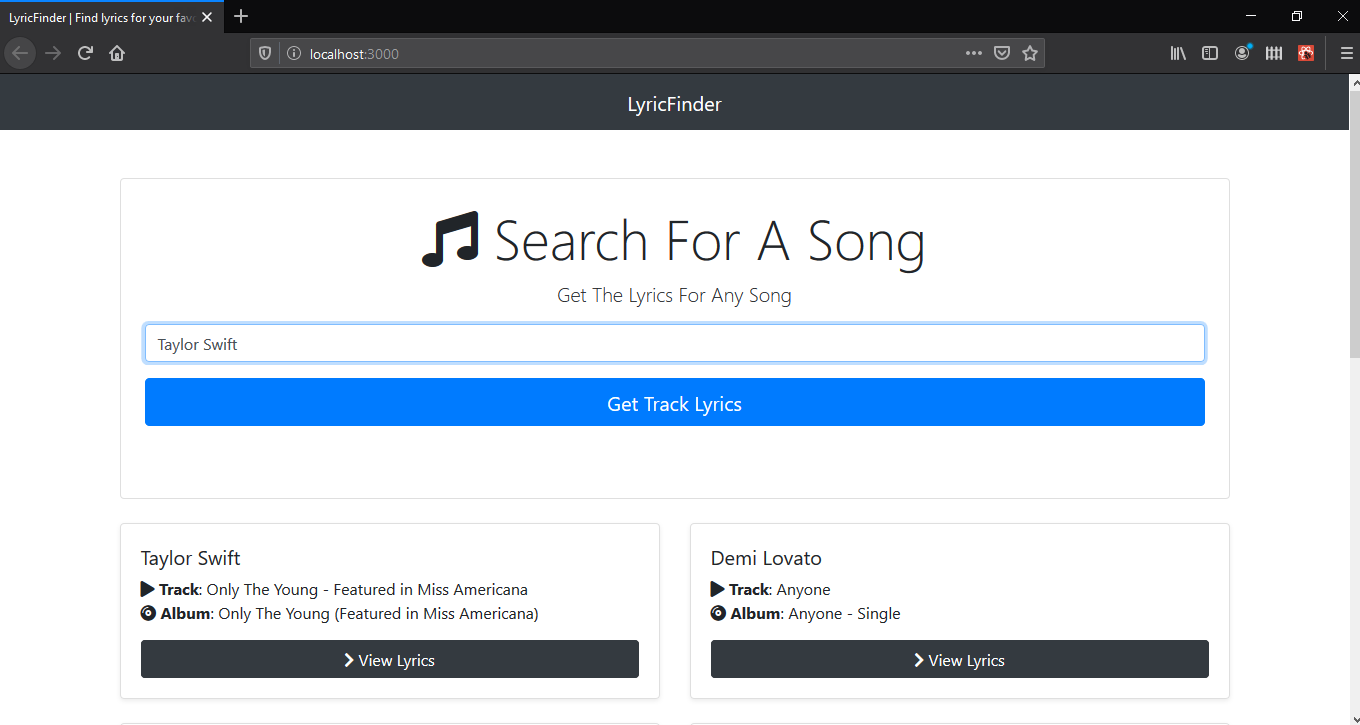 LyricFinder | Find lyrics for your fav
localhost:3000
LyricFinder
Search For A Song
Get The Lyrics For Any Song
Taylor Swift
Get Track Lyrics
Taylor Swift
Track: Only The Young - Featured in Miss Americana
Album: Only The Young (Featured in Miss Americana)
View Lyrics
Demi Lovato
Track: Anyone
Album: Anyone - Single
View Lyrics